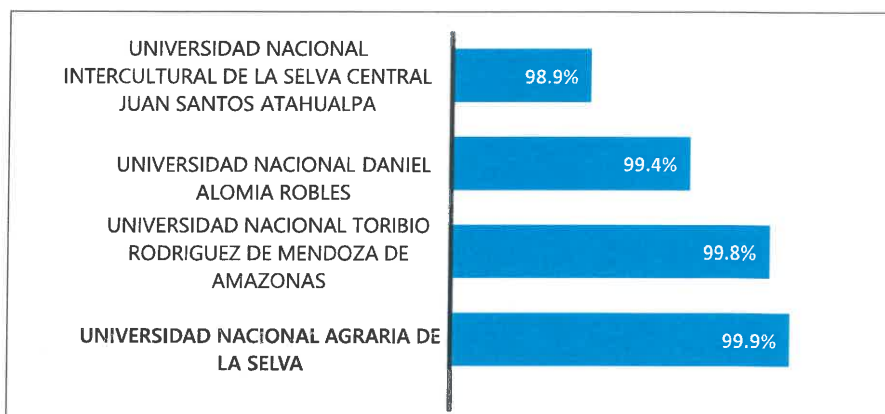 UNIVERSIDAD NACIONAL
INTERCULTURAL DE LA SELVA CENTRAL
JUAN SANTOS ATAHUALPA
98.9%
UNIVERSIDAD NACIONAL DANIEL
ALOMIA ROBLES
99.4%
UNIVERSIDAD NACIONAL TORIBIO
RODRIGUEZ DE MENDOZA DE
AMAZONAS
99.8%
UNIVERSIDAD NACIONAL AGRARIA DE
LA SELVA
99.9%